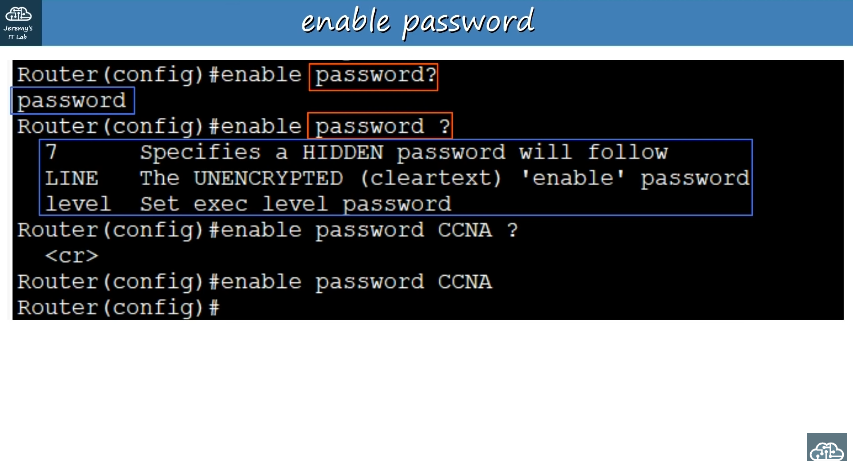 Jeremy's
IT Lab
enable password
Router(config)#enable password?
password
Router(config)#enable password ?
7 Specifies a HIDDEN password will follow
LINE The UNENCRYPTED (cleartext) 'enable' password
level Set exec level password
Router(config)#enable password CCNA ?
<cr>
Router(config)#enable password CCNA
Router(config)#